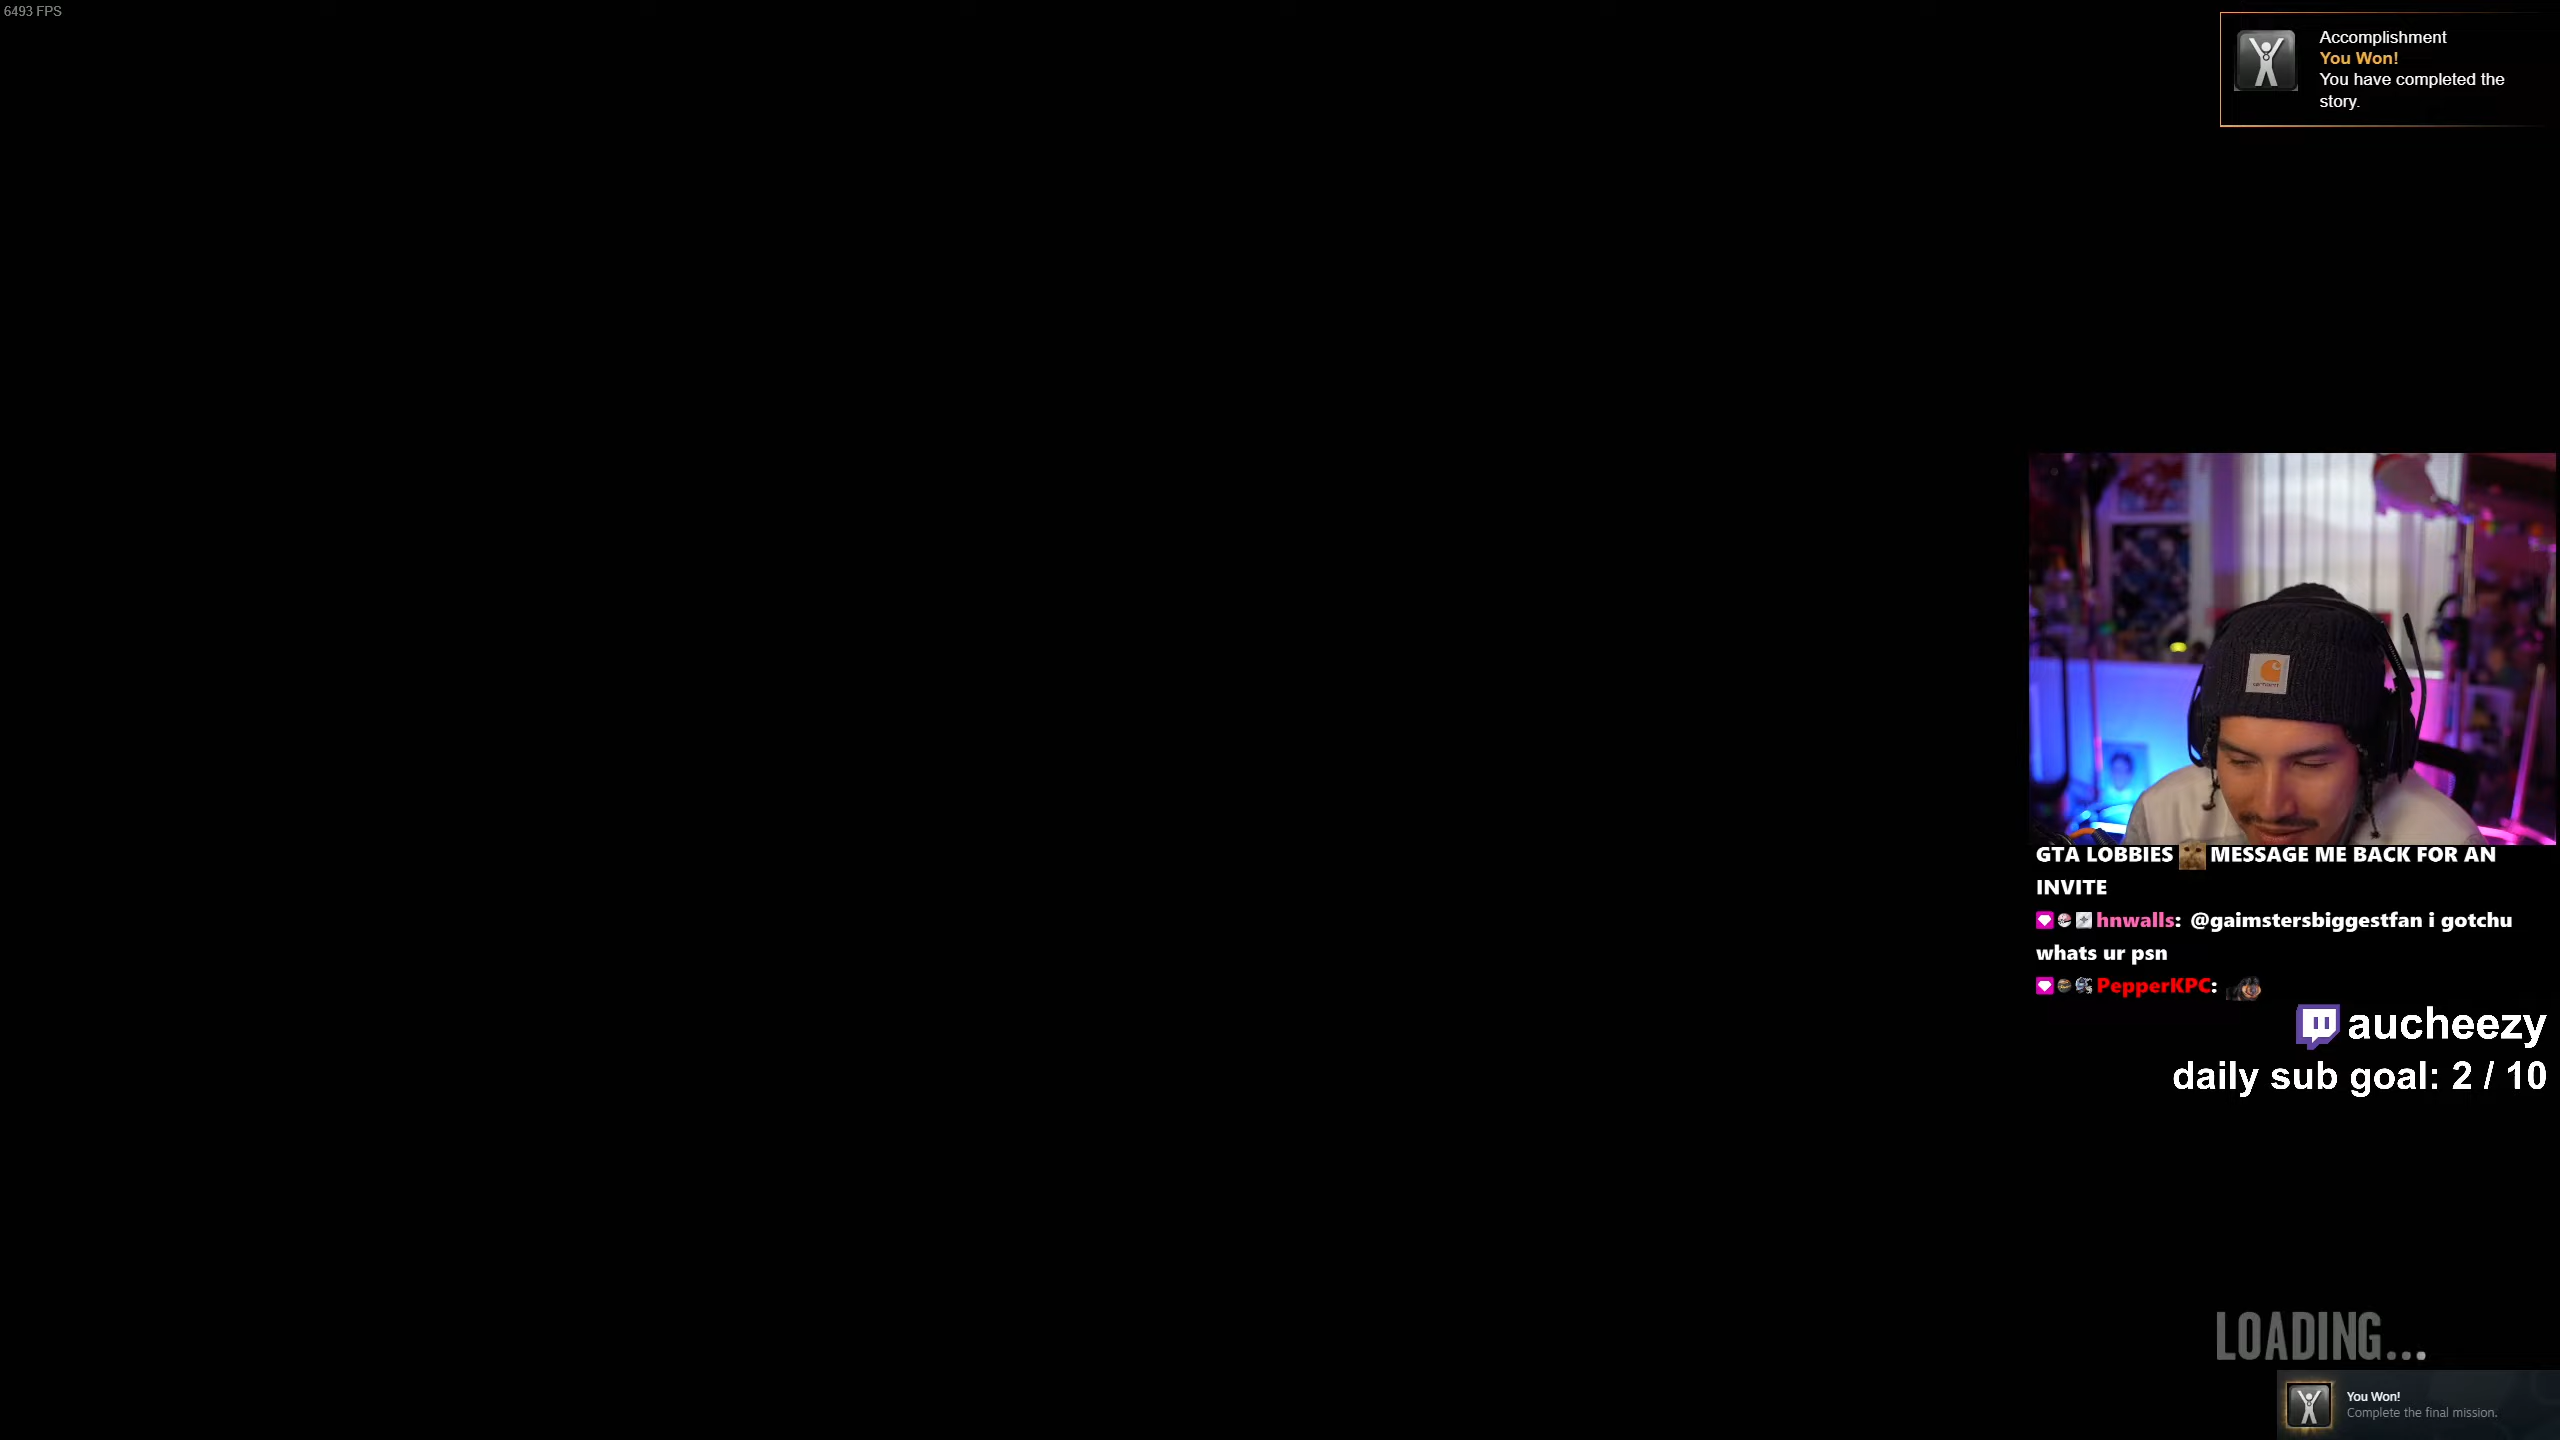 6493 FPS
Accomplishment
You Won!
You have completed the
story.
GTA LOBBIES MESSAGE ME BACK FOR AN
INVITE
hnwalls: @gaimstersbiggestfan i gotchu
whats ur psn
PepperKPC:
aucheezy
daily sub goal: 2 / 10
LOADING...
You Won!
Complete the final mission.